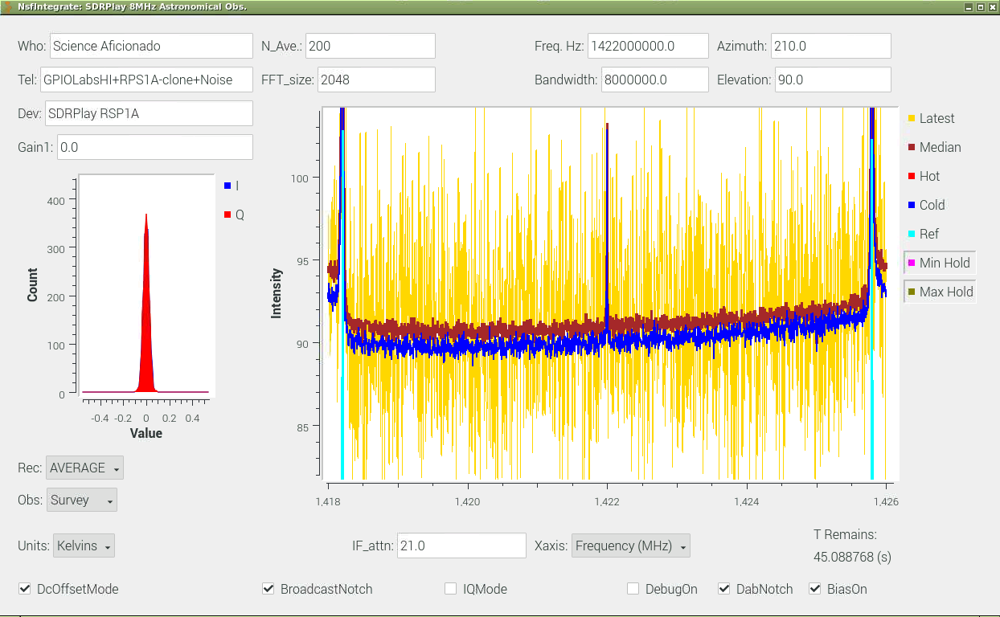 NsfIntegrate: SDRPlay 8MHz Astronomical Obs.
Who: Science Aficionado N_Ave.: 200 Freq. Hz: 1422000000.0 Azimuth: 210.0
Tel: GPIOLabsHI+RPS1A-clone+Noise FFT_size: 2048 Bandwidth: 8000000.0 Elevation: 90.0
Dev: SDRPlay RSP1A
Gain1: 0.0
I
Q
400
300
200
100
0
Count
-0.4 -0.2 0 0.2 0.4
Value
100
95
90
85
Intensity
1,418 1,420 1,422 1,424 1,426
Latest
Median
Hot
Cold
Ref
Min Hold
Max Hold
Rec: AVERAGE
Obs: Survey
Units: Kelvins IF_attn: 21.0 Xaxis: Frequency (MHz) T Remains:
45.088768 (s)
DcOffsetMode BroadcastNotch IQMode DebugOn DabNotch BiasOn